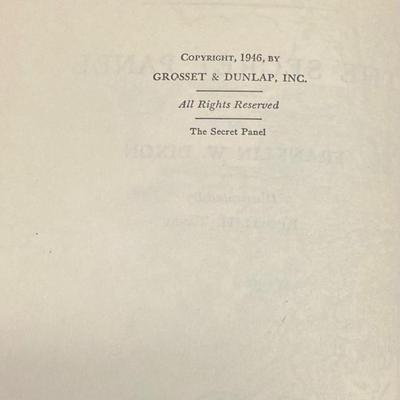 COPYRIGHT, 1946, BY
GROSSET & DUNLAP, INC.
All Rights Reserved
The Secret Panel